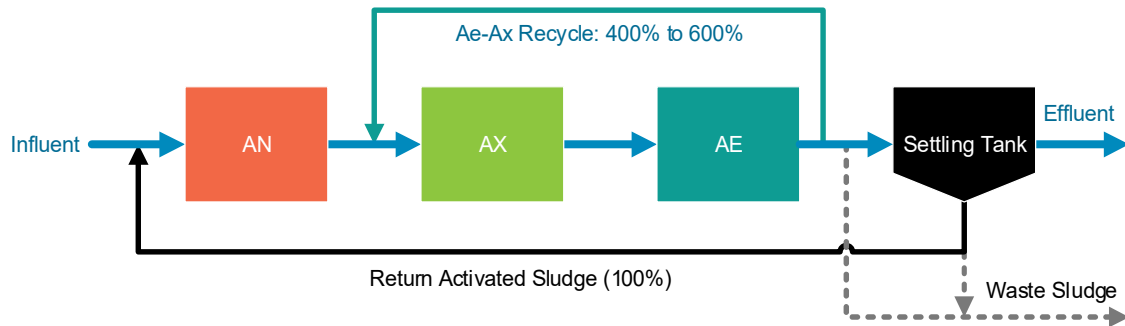 Ae-Ax Recycle: 400% to 600%
Influent
AN
AX
AE
Settling Tank
Effluent
Return Activated Sludge (100%)
Waste Sludge